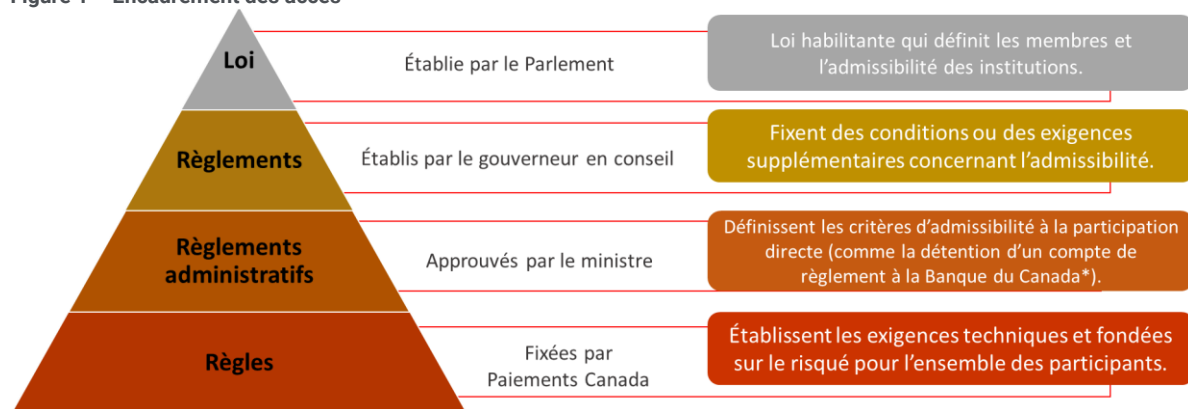 Loi
Établie par le Parlement
Loi habilitante qui définit les membres et
l'admissibilité des institutions.
Règlements
Établis par le gouverneur en conseil
Fixent des conditions ou des exigences
supplémentaires concernant l'admissibilité.
Règlements
administratifs
Approuvés par le ministre
Définissent les critères d'admissibilité à la participation
directe (comme la détention d'un compte de
règlement à la Banque du Canada*).
Règles
Fixées par
Paiements Canada
Établissent les exigences techniques et fondées
sur le risqué pour l'ensemble des participants.